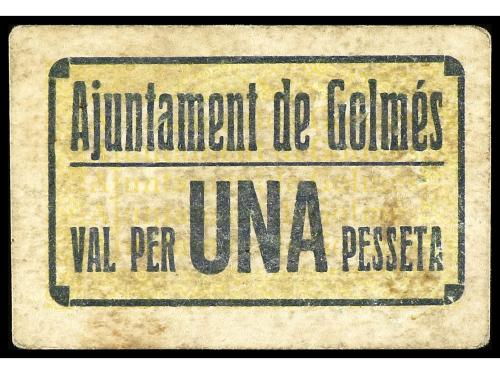 Ajuntament de Golmés
VAL PER UNA PESSETA